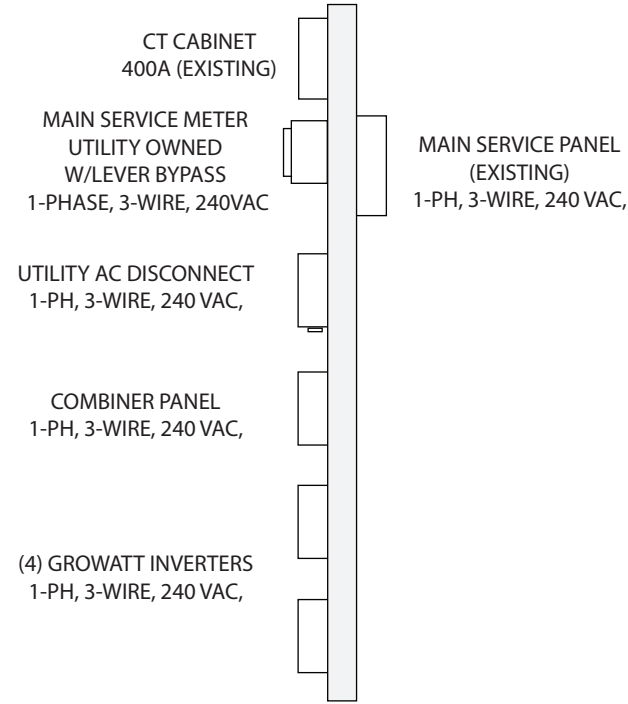 CT CABINET
400A (EXISTING)
MAIN SERVICE METER
UTILITY OWNED
W/LEVER BYPASS
1-PHASE, 3-WIRE, 240VAC
MAIN SERVICE PANEL
(EXISTING)
1-PH, 3-WIRE, 240 VAC,
UTILITY AC DISCONNECT
1-PH, 3-WIRE, 240 VAC,
COMBINER PANEL
1-PH, 3-WIRE, 240 VAC,
(4) GROWATT INVERTERS
1-PH, 3-WIRE, 240 VAC,